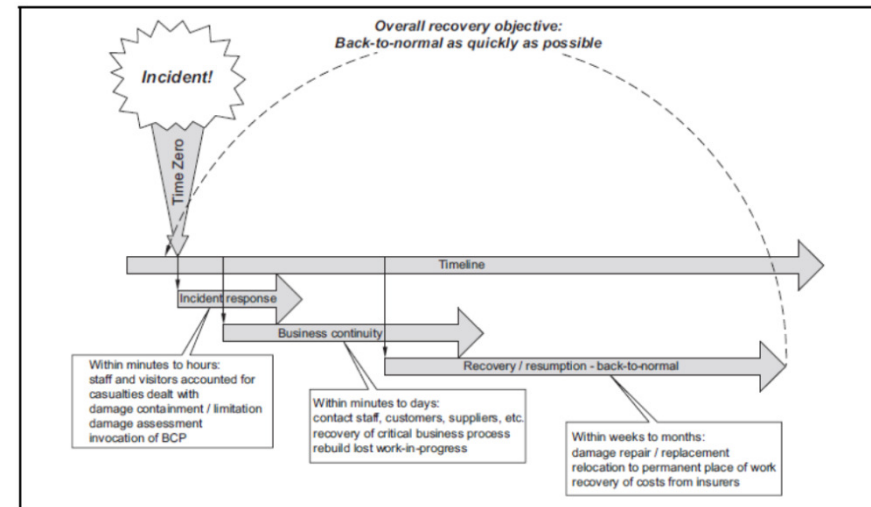 Overall recovery objective:
Back-to-normal as quickly as possible
Incident!
Time Zero
Timeline
Incident response
Business continuity
Recovery / resumption - back-to-normal
Within minutes to hours:
staff and visitors accounted for
casualties dealt with
damage containment / limitation
damage assessment
invocation of BCP
Within minutes to days:
contact staff, customers, suppliers, etc.
recovery of critical business process
rebuild lost work-in-progress
Within weeks to months:
damage repair / replacement
relocation to permanent place of work
recovery of costs from insurers